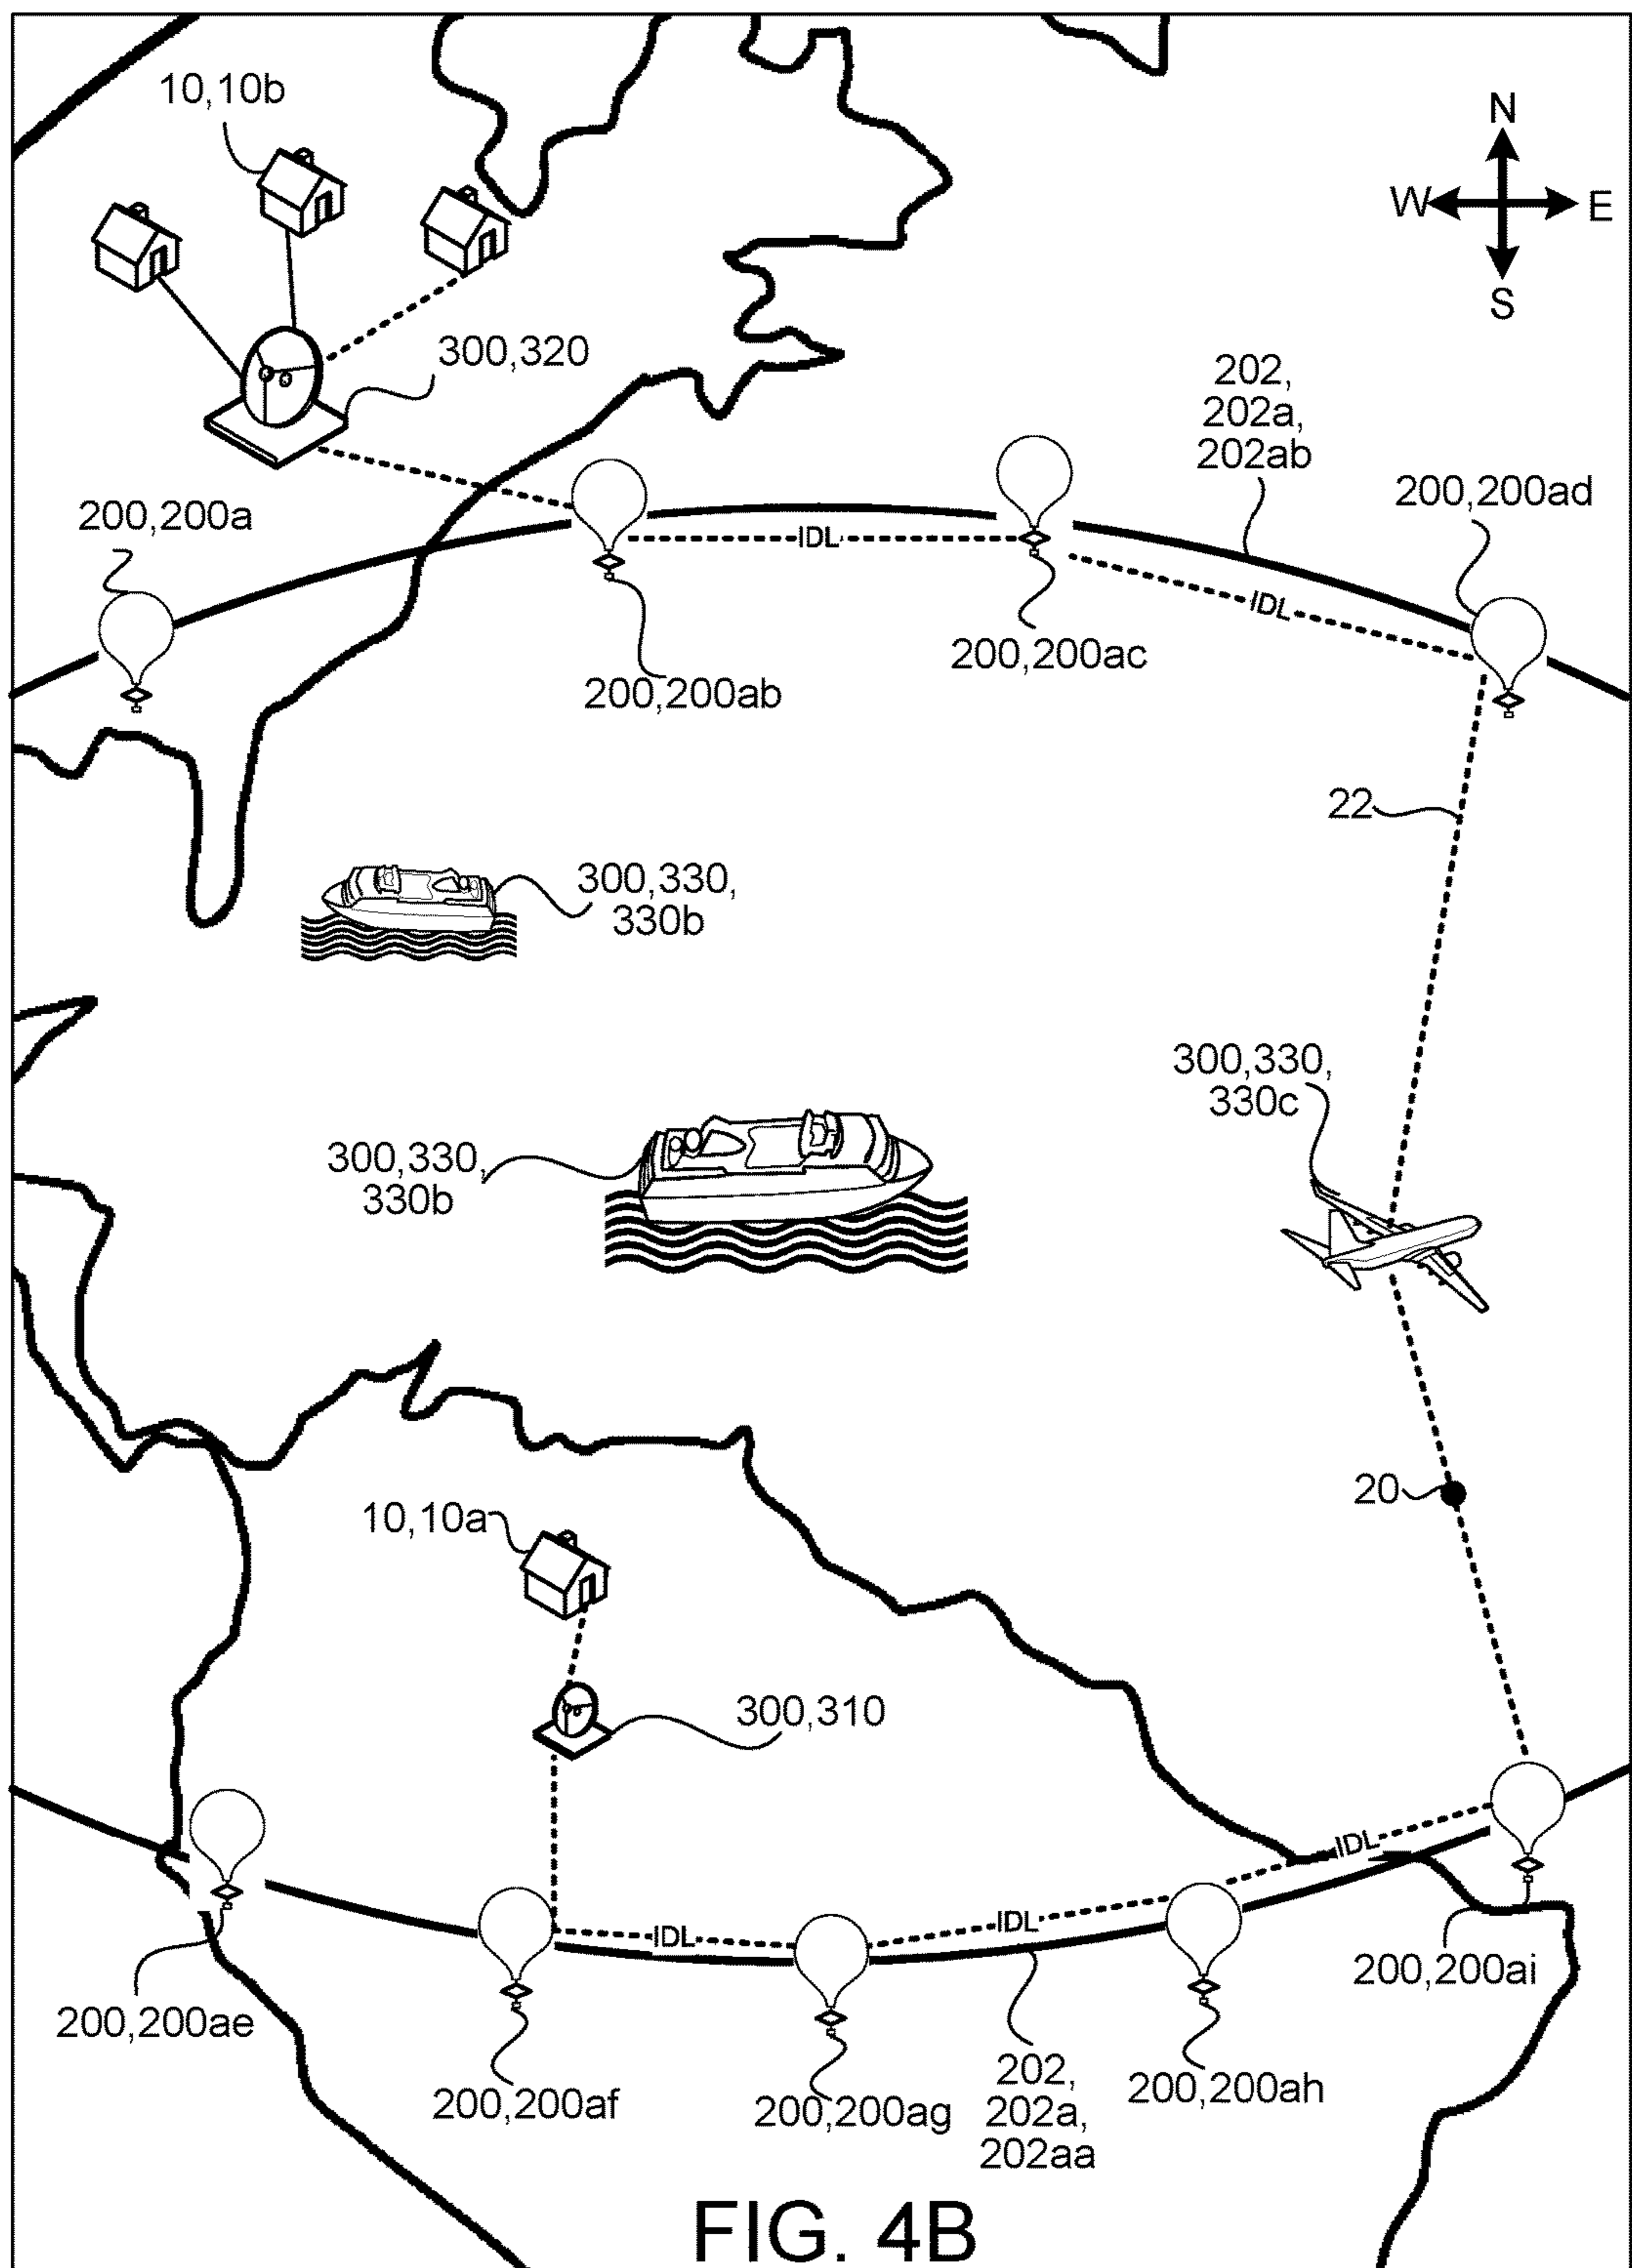 10,10b
N
W
E
S
300,320
202,
202a,
202ab
200,200ad
200,200a
IDL
IDL
200,200ac
200,200ab
22
300,330,
330b
300,330,
330c
300,330,
330b
20
10,10a
300,310
IDL
IDL
IDL
200,200ai
200,200ae
202,
202a,
202aa
200,200ah
200,200af
200,200ag
FIG. 4B